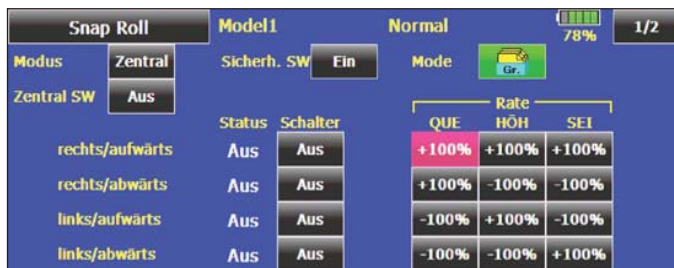 Snap Roll Model1 Normal 78% 1/2
Modus Zentral Sicherh. SW Ein Mode Gr.
Zentral SW Aus
Rate
Status Schalter QUE HÖH SEI
rechts/aufwärts Aus Aus +100% +100% +100%
rechts/abwärts Aus Aus +100% -100% -100%
links/aufwärts Aus Aus -100% +100% -100%
links/abwärts Aus Aus -100% -100% +100%